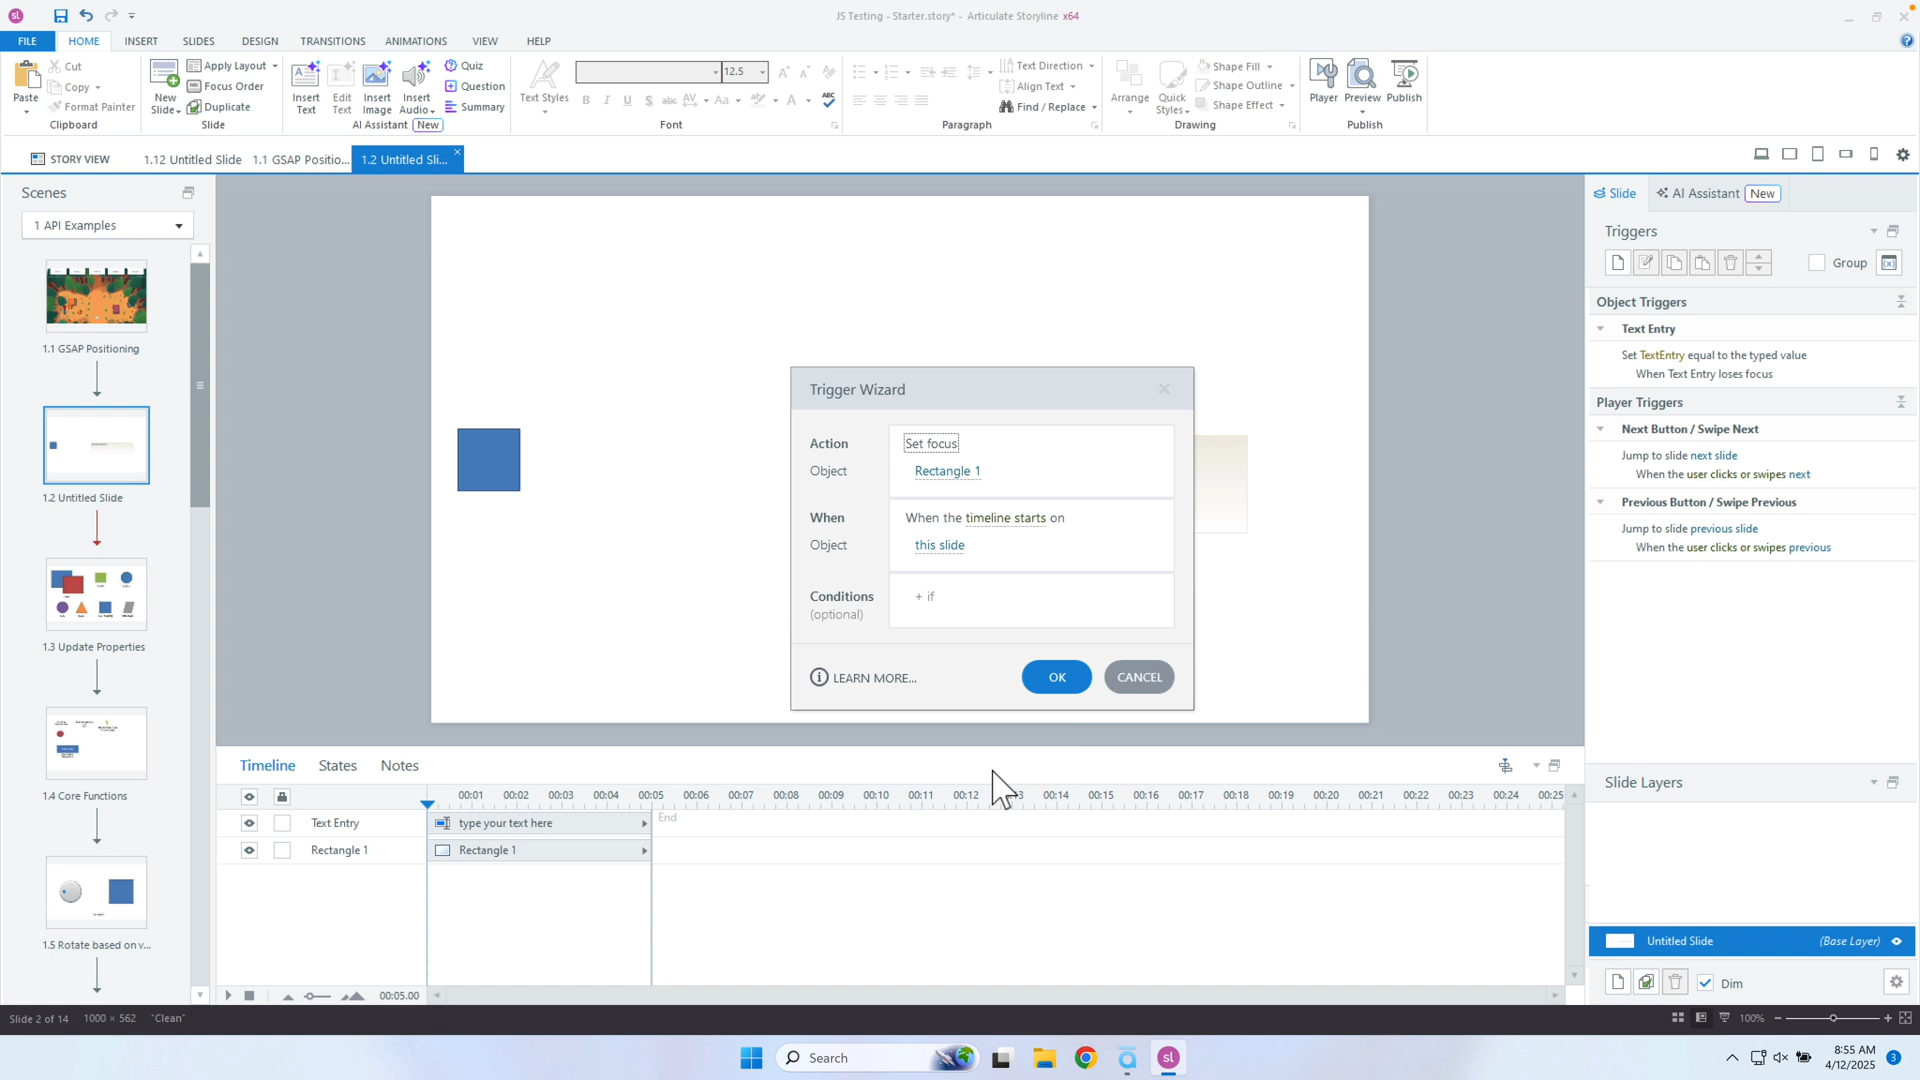 JS Testing - Starter.story* - Articulate Storyline x64
FILE HOME INSERT SLIDES DESIGN TRANSITIONS ANIMATIONS VIEW HELP
Paste
Cut
Copy
Format Painter
Clipboard
New Slide
Apply Layout
Focus Order
Duplicate
Slide
Insert Text
Edit Text
Insert Image
Insert Audio
Quiz
Question
Summary
AI Assistant New
Text Styles
12.5
B I U S abc AV Aa A ABC
Font
Text Direction
Align Text
Find / Replace
Paragraph
Arrange
Quick Styles
Shape Fill
Shape Outline
Shape Effect
Drawing
Player
Preview
Publish
Publish
STORY VIEW
1.12 Untitled Slide
1.1 GSAP Positio...
1.2 Untitled Sli...
Scenes
1 API Examples
1.1 GSAP Positioning
1.2 Untitled Slide
1.3 Update Properties
1.4 Core Functions
1.5 Rotate based on v...
Trigger Wizard
Action Set focus
Object Rectangle 1
When When the timeline starts on
Object this slide
Conditions + if
(optional)
LEARN MORE...
OK
CANCEL
Slide AI Assistant New
Triggers
Group
Object Triggers
Text Entry
Set TextEntry equal to the typed value
When Text Entry loses focus
Player Triggers
Next Button / Swipe Next
Jump to slide next slide
When the user clicks or swipes next
Previous Button / Swipe Previous
Jump to slide previous slide
When the user clicks or swipes previous
Timeline States Notes
00:01 00:02 00:03 00:04 00:05 00:06 00:07 00:08 00:09 00:10 00:11 00:12 00:14 00:15 00:16 00:17 00:18 00:19 00:20 00:21 00:22 00:23 00:24 00:25
Text Entry type your text here End
Rectangle 1 Rectangle 1
00:05.00
Slide Layers
Untitled Slide (Base Layer)
Dim
Slide 2 of 14 1000 × 562 "Clean"
100%
Search
8:55 AM
4/12/2025
3